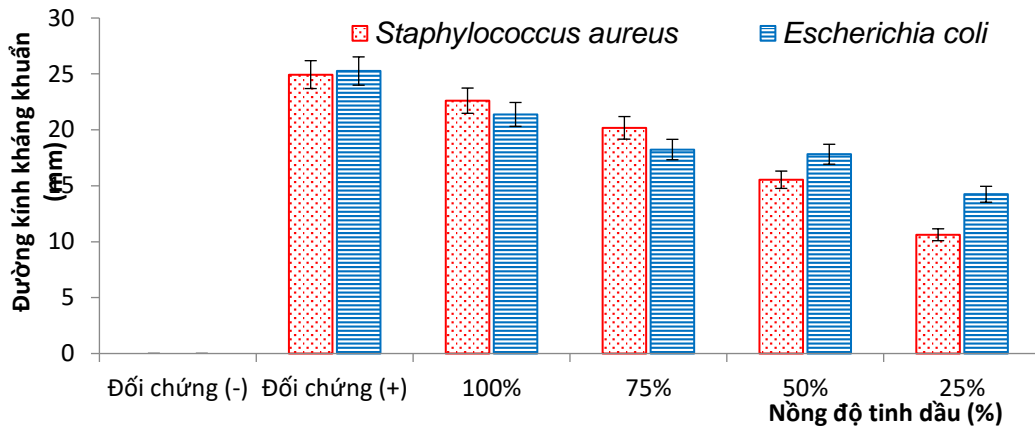 Đường kính kháng khuẩn
(mm)
30
25
20
15
10
5
0
Staphylococcus aureus
Escherichia coli
Đối chứng (-)
Đối chứng (+)
100%
75%
50%
25%
Nồng độ tinh dầu (%)